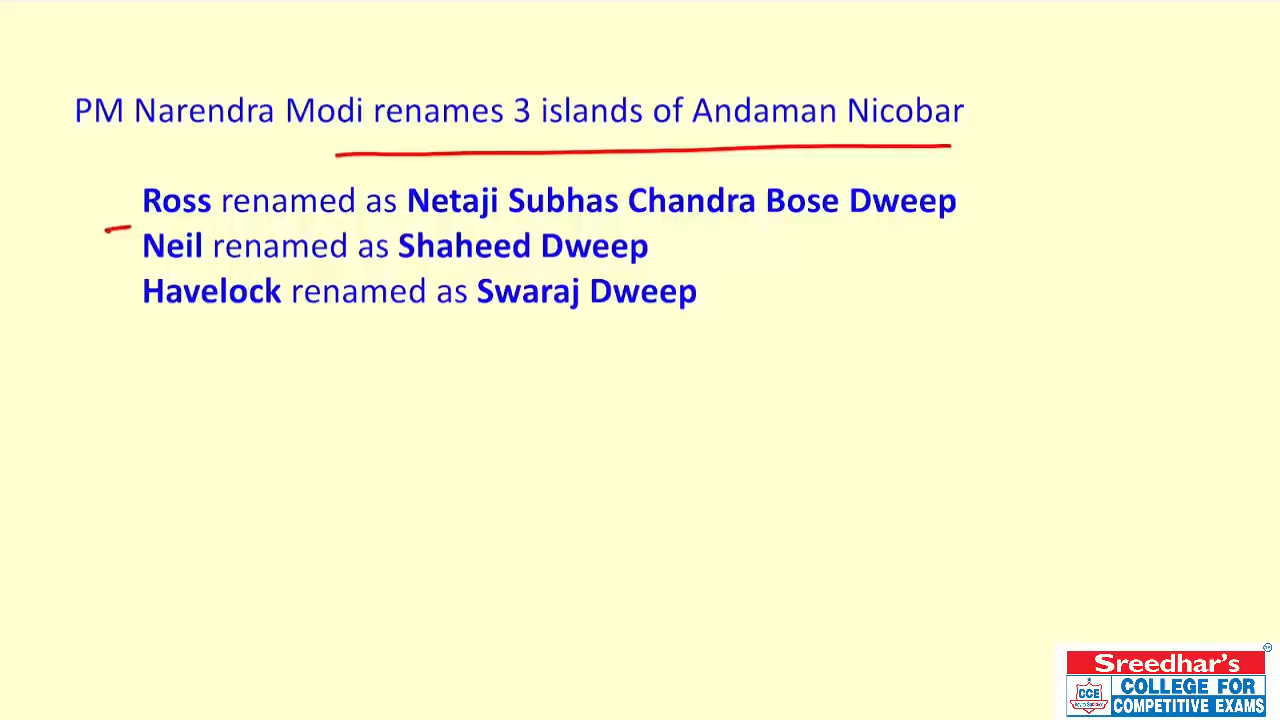 PM Narendra Modi renames 3 islands of Andaman Nicobar
Ross renamed as Netaji Subhas Chandra Bose Dweep
Neil renamed as Shaheed Dweep
Havelock renamed as Swaraj Dweep
Sreedhar's
CCE
COLLEGE FOR
COMPETITIVE EXAMS